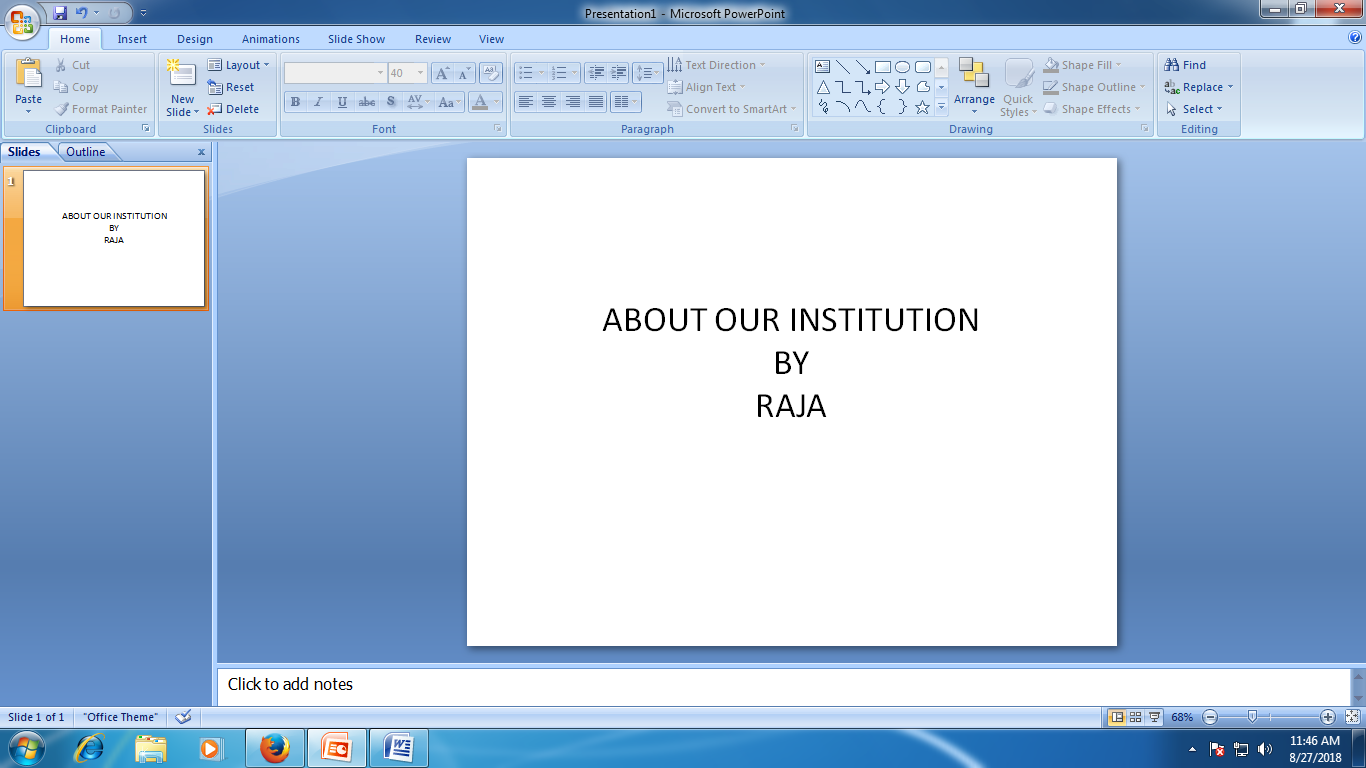 Presentation1 - Microsoft PowerPoint
Home Insert Design Animations Slide Show Review View
Paste
Cut
Copy
Format Painter
Clipboard
New Slide
Layout
Reset
Delete
Slides
40
B I U abc S AV Aa A
Font
Text Direction
Align Text
Convert to SmartArt
Paragraph
Arrange
Quick Styles
Shape Fill
Shape Outline
Shape Effects
Drawing
Find
Replace
Select
Editing
Slides Outline x
1
ABOUT OUR INSTITUTION
BY
RAJA
ABOUT OUR INSTITUTION
BY
RAJA
Click to add notes
Slide 1 of 1 "Office Theme" 68%
11:46 AM
8/27/2018